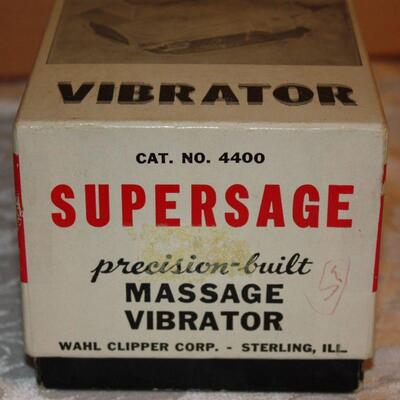 VIBRATOR
CAT. NO. 4400
SUPERSAGE
precision-built
MASSAGE
VIBRATOR
WAHL CLIPPER CORP. - STERLING, ILL.